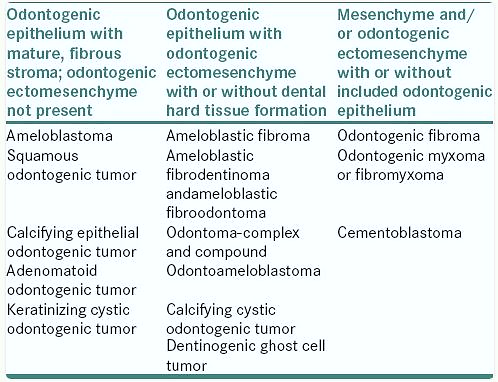 Odontogenic
epithelium with
mature, fibrous
stroma; odontogenic
ectomesenchyme
not present
Odontogenic
epithelium with
odontogenic
ectomesenchyme
with or without dental
hard tissue formation
Mesenchyme and/
or odontogenic
ectomesenchyme
with or without
included odontogenic
epithelium
Ameloblastoma
Ameloblastic fibroma
Odontogenic fibroma
Squamous
odontogenic tumor
Ameloblastic
fibrodentinoma
andameloblastic
fibroodontoma
Odontogenic myxoma
or fibromyxoma
Calcifying epithelial
odontogenic tumor
Odontoma-complex
and compound
Cementoblastoma
Adenomatoid
odontogenic tumor
Odontoameloblastoma
Keratinizing cystic
odontogenic tumor
Calcifying cystic
odontogenic tumor
Dentinogenic ghost cell
tumor